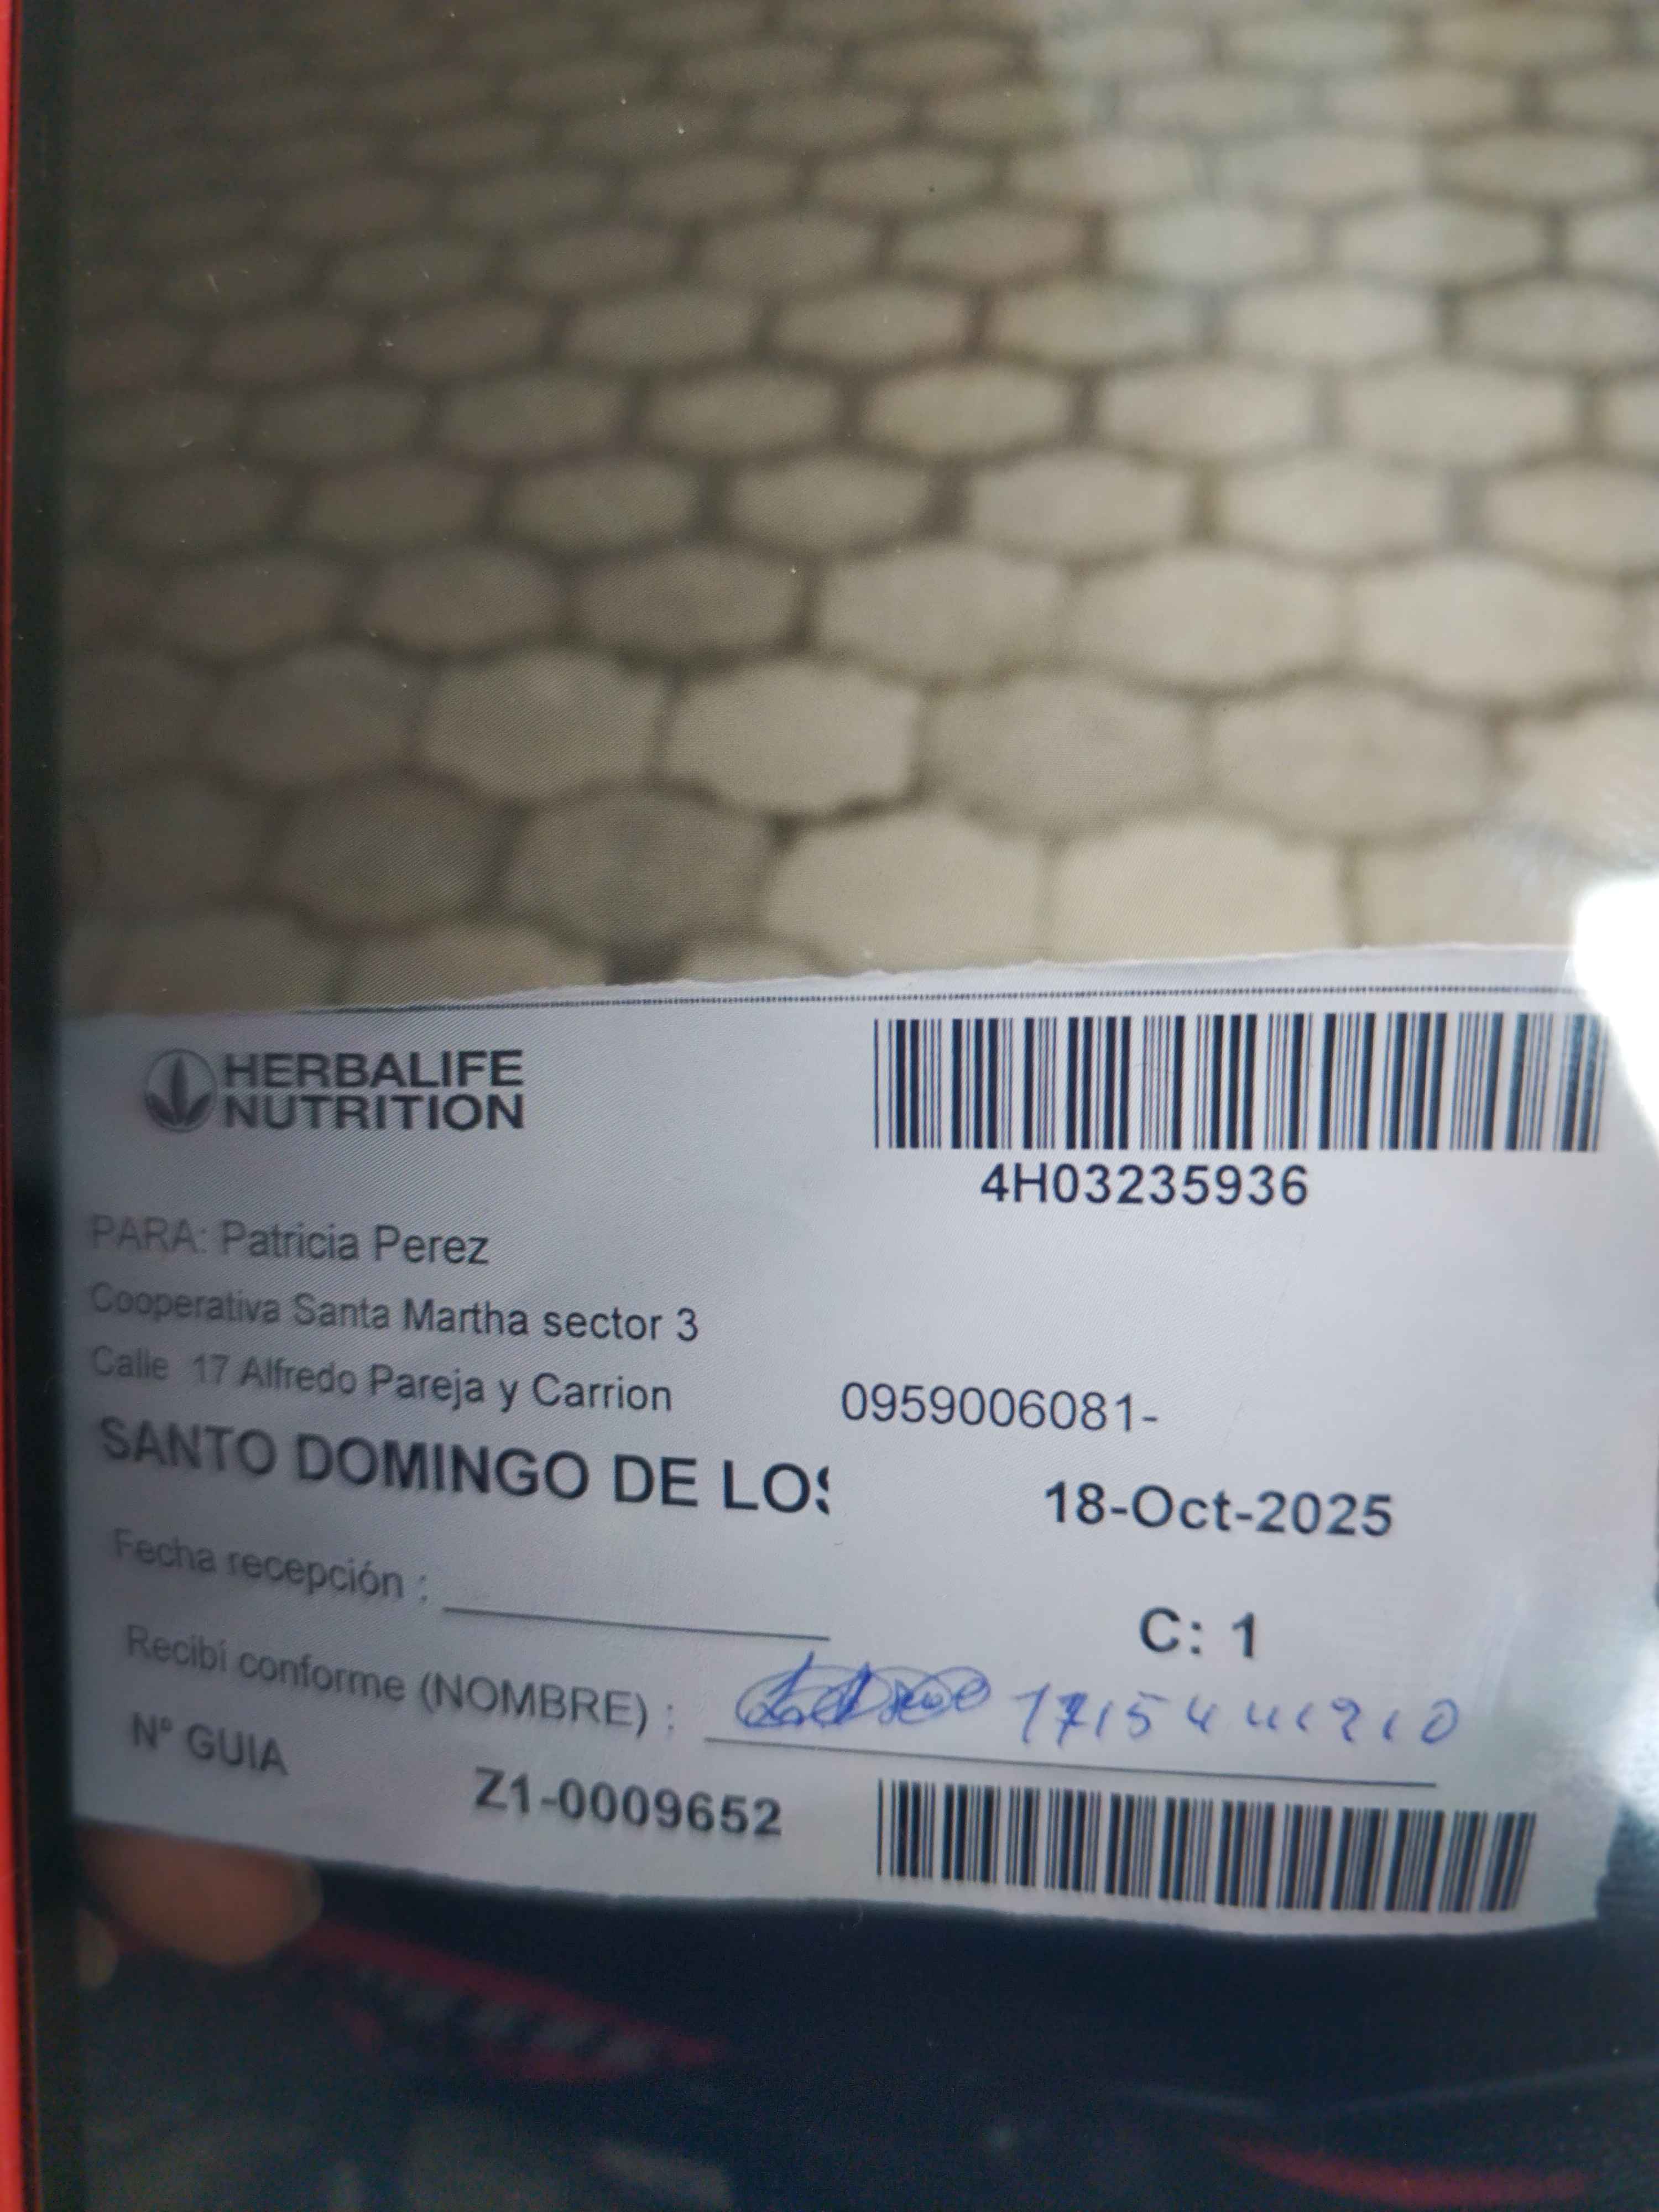 HERBALIFE
NUTRITION
4H03235936
PARA: Patricia Perez
Cooperativa Santa Martha sector 3
Calle 17 Alfredo Pareja y Carrion
0959006081-
SANTO DOMINGO DE LOS
18-Oct-2025
Fecha recepción :
C: 1
Recibí conforme (NOMBRE) :
Nº GUIA
Z1-0009652